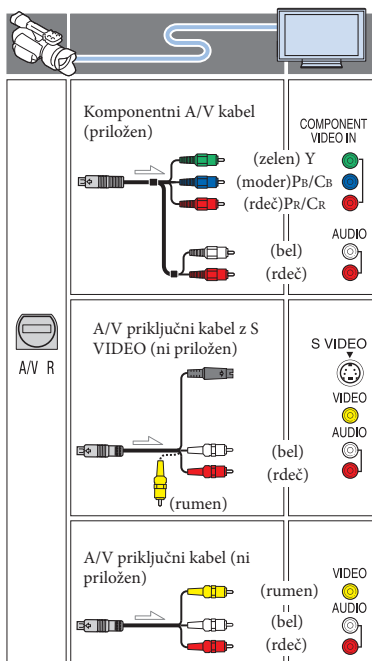 A/V R
Komponentni A/V kabel
(priložen)
(zelen) Y
(moder)PB/CB
(rdeč)PR/CR
(bel)
(rdeč)
COMPONENT
VIDEO IN
AUDIO
A/V priključni kabel z S
VIDEO (ni priložen)
(bel)
(rdeč)
(rumen)
S VIDEO
VIDEO
AUDIO
A/V priključni kabel (ni
priložen)
(rumen)
(bel)
(rdeč)
VIDEO
AUDIO